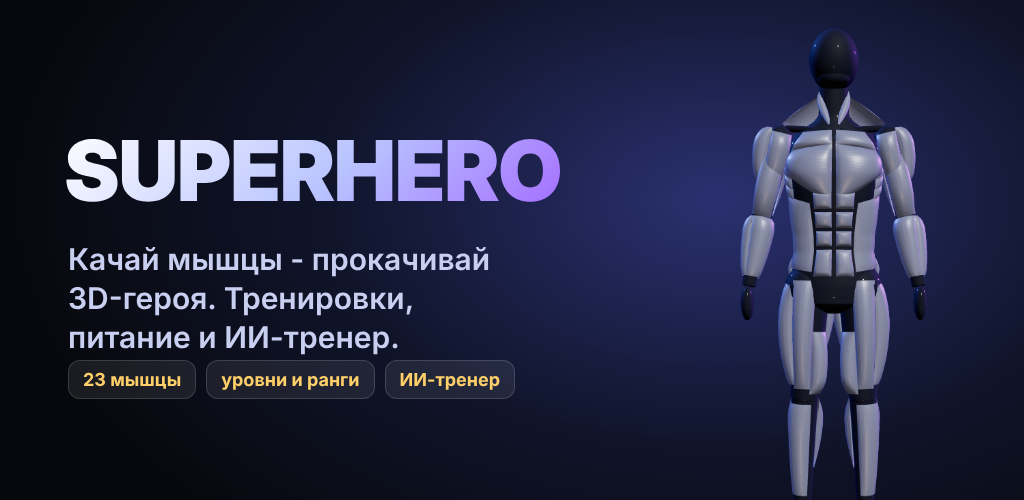 SUPERHERO
Качай мышцы - прокачивай
3D-героя. Тренировки,
питание и ИИ-тренер.
23 мышцы
уровни и ранги
ИИ-тренер